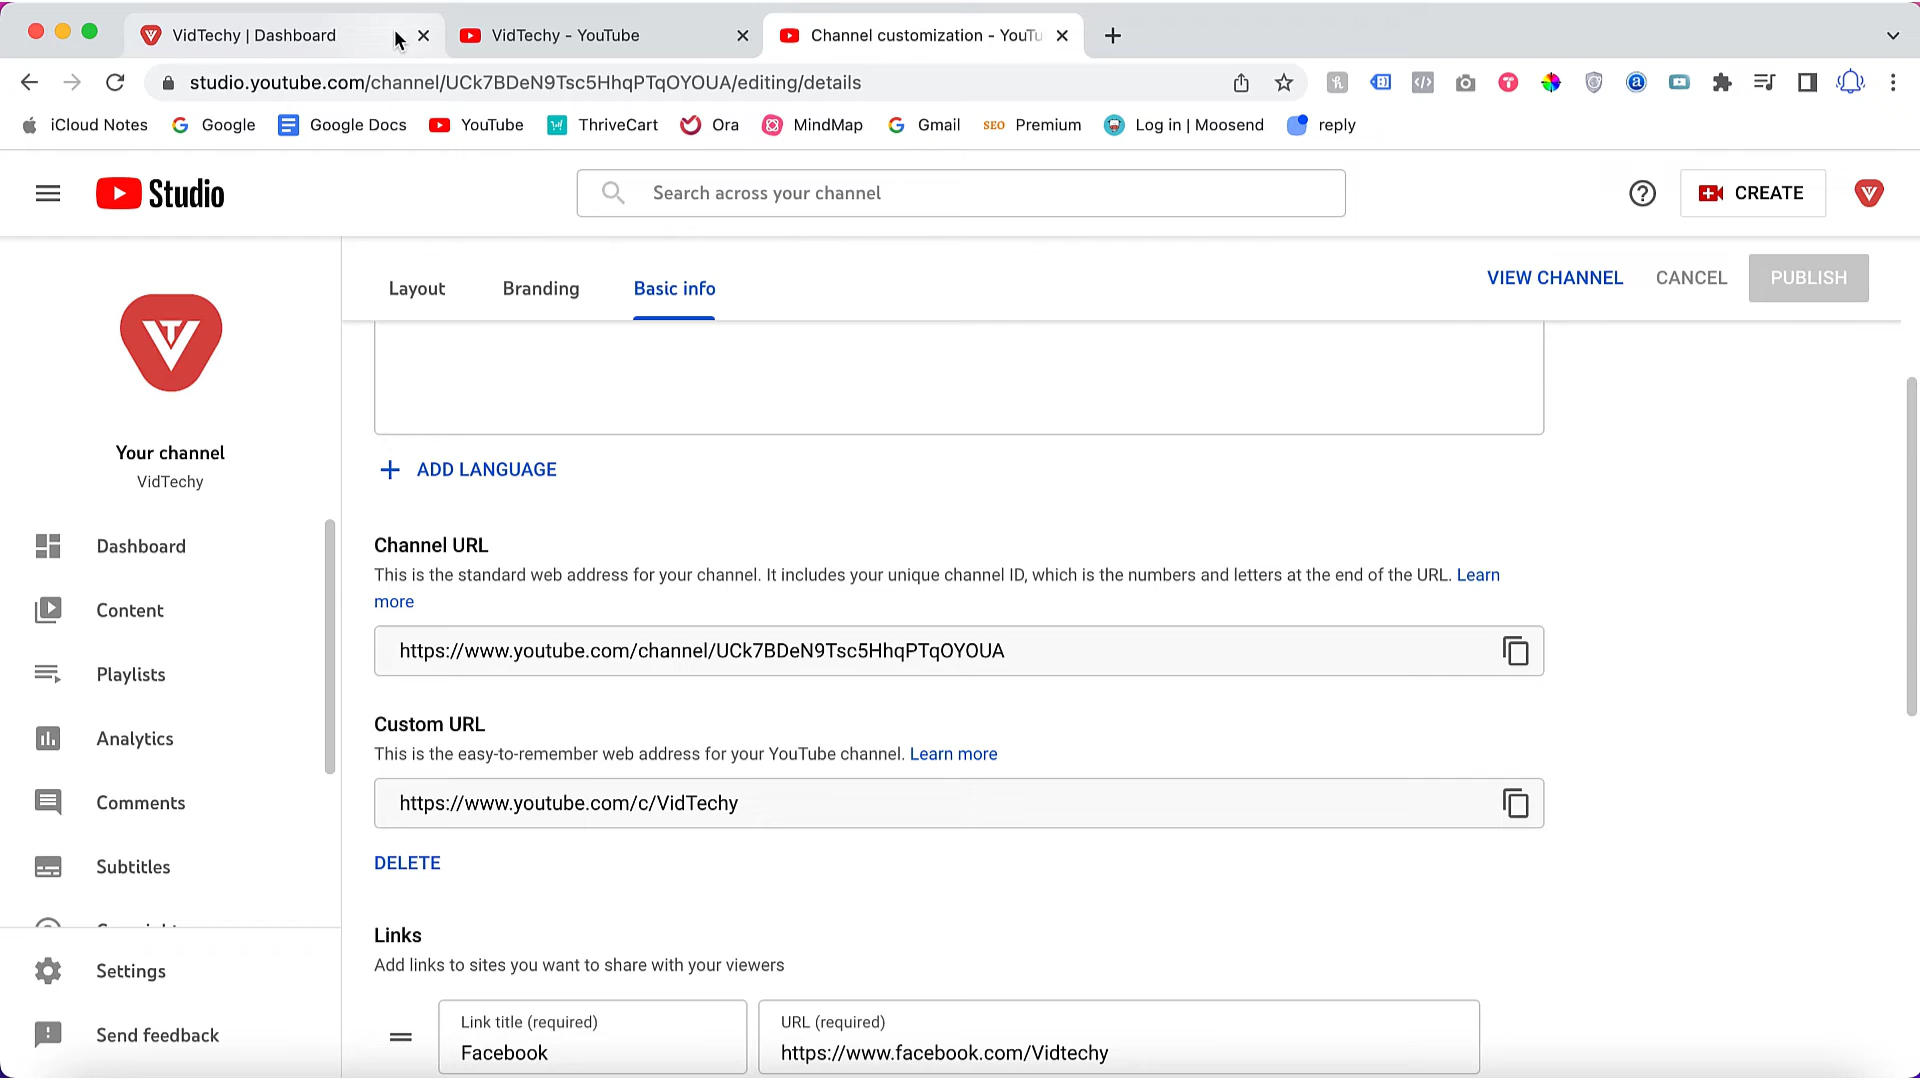 VidTechy | Dashboard
VidTechy - YouTube
Channel customization - YouTu
studio.youtube.com/channel/UCk7BDeN9Tsc5HhqPTqOYOUA/editing/details
iCloud Notes
Google
Google Docs
YouTube
ThriveCart
Ora
MindMap
Gmail
SEO Premium
Log in | Moosend
reply
Studio
Search across your channel
CREATE
Layout
Branding
Basic info
VIEW CHANNEL
CANCEL
PUBLISH
Your channel
VidTechy
Dashboard
Content
Playlists
Analytics
Comments
Subtitles
Settings
Send feedback
ADD LANGUAGE
Channel URL
This is the standard web address for your channel. It includes your unique channel ID, which is the numbers and letters at the end of the URL. Learn
more
https://www.youtube.com/channel/UCk7BDeN9Tsc5HhqPTqOYOUA
Custom URL
This is the easy-to-remember web address for your YouTube channel. Learn more
https://www.youtube.com/c/VidTechy
DELETE
Links
Add links to sites you want to share with your viewers
Link title (required)
Facebook
URL (required)
https://www.facebook.com/Vidtechy